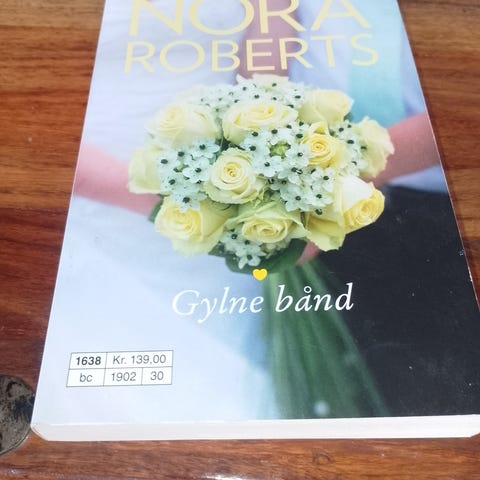 NORA
ROBERTS
Gylne bånd
1638 Kr. 139,00
bc 1902 30